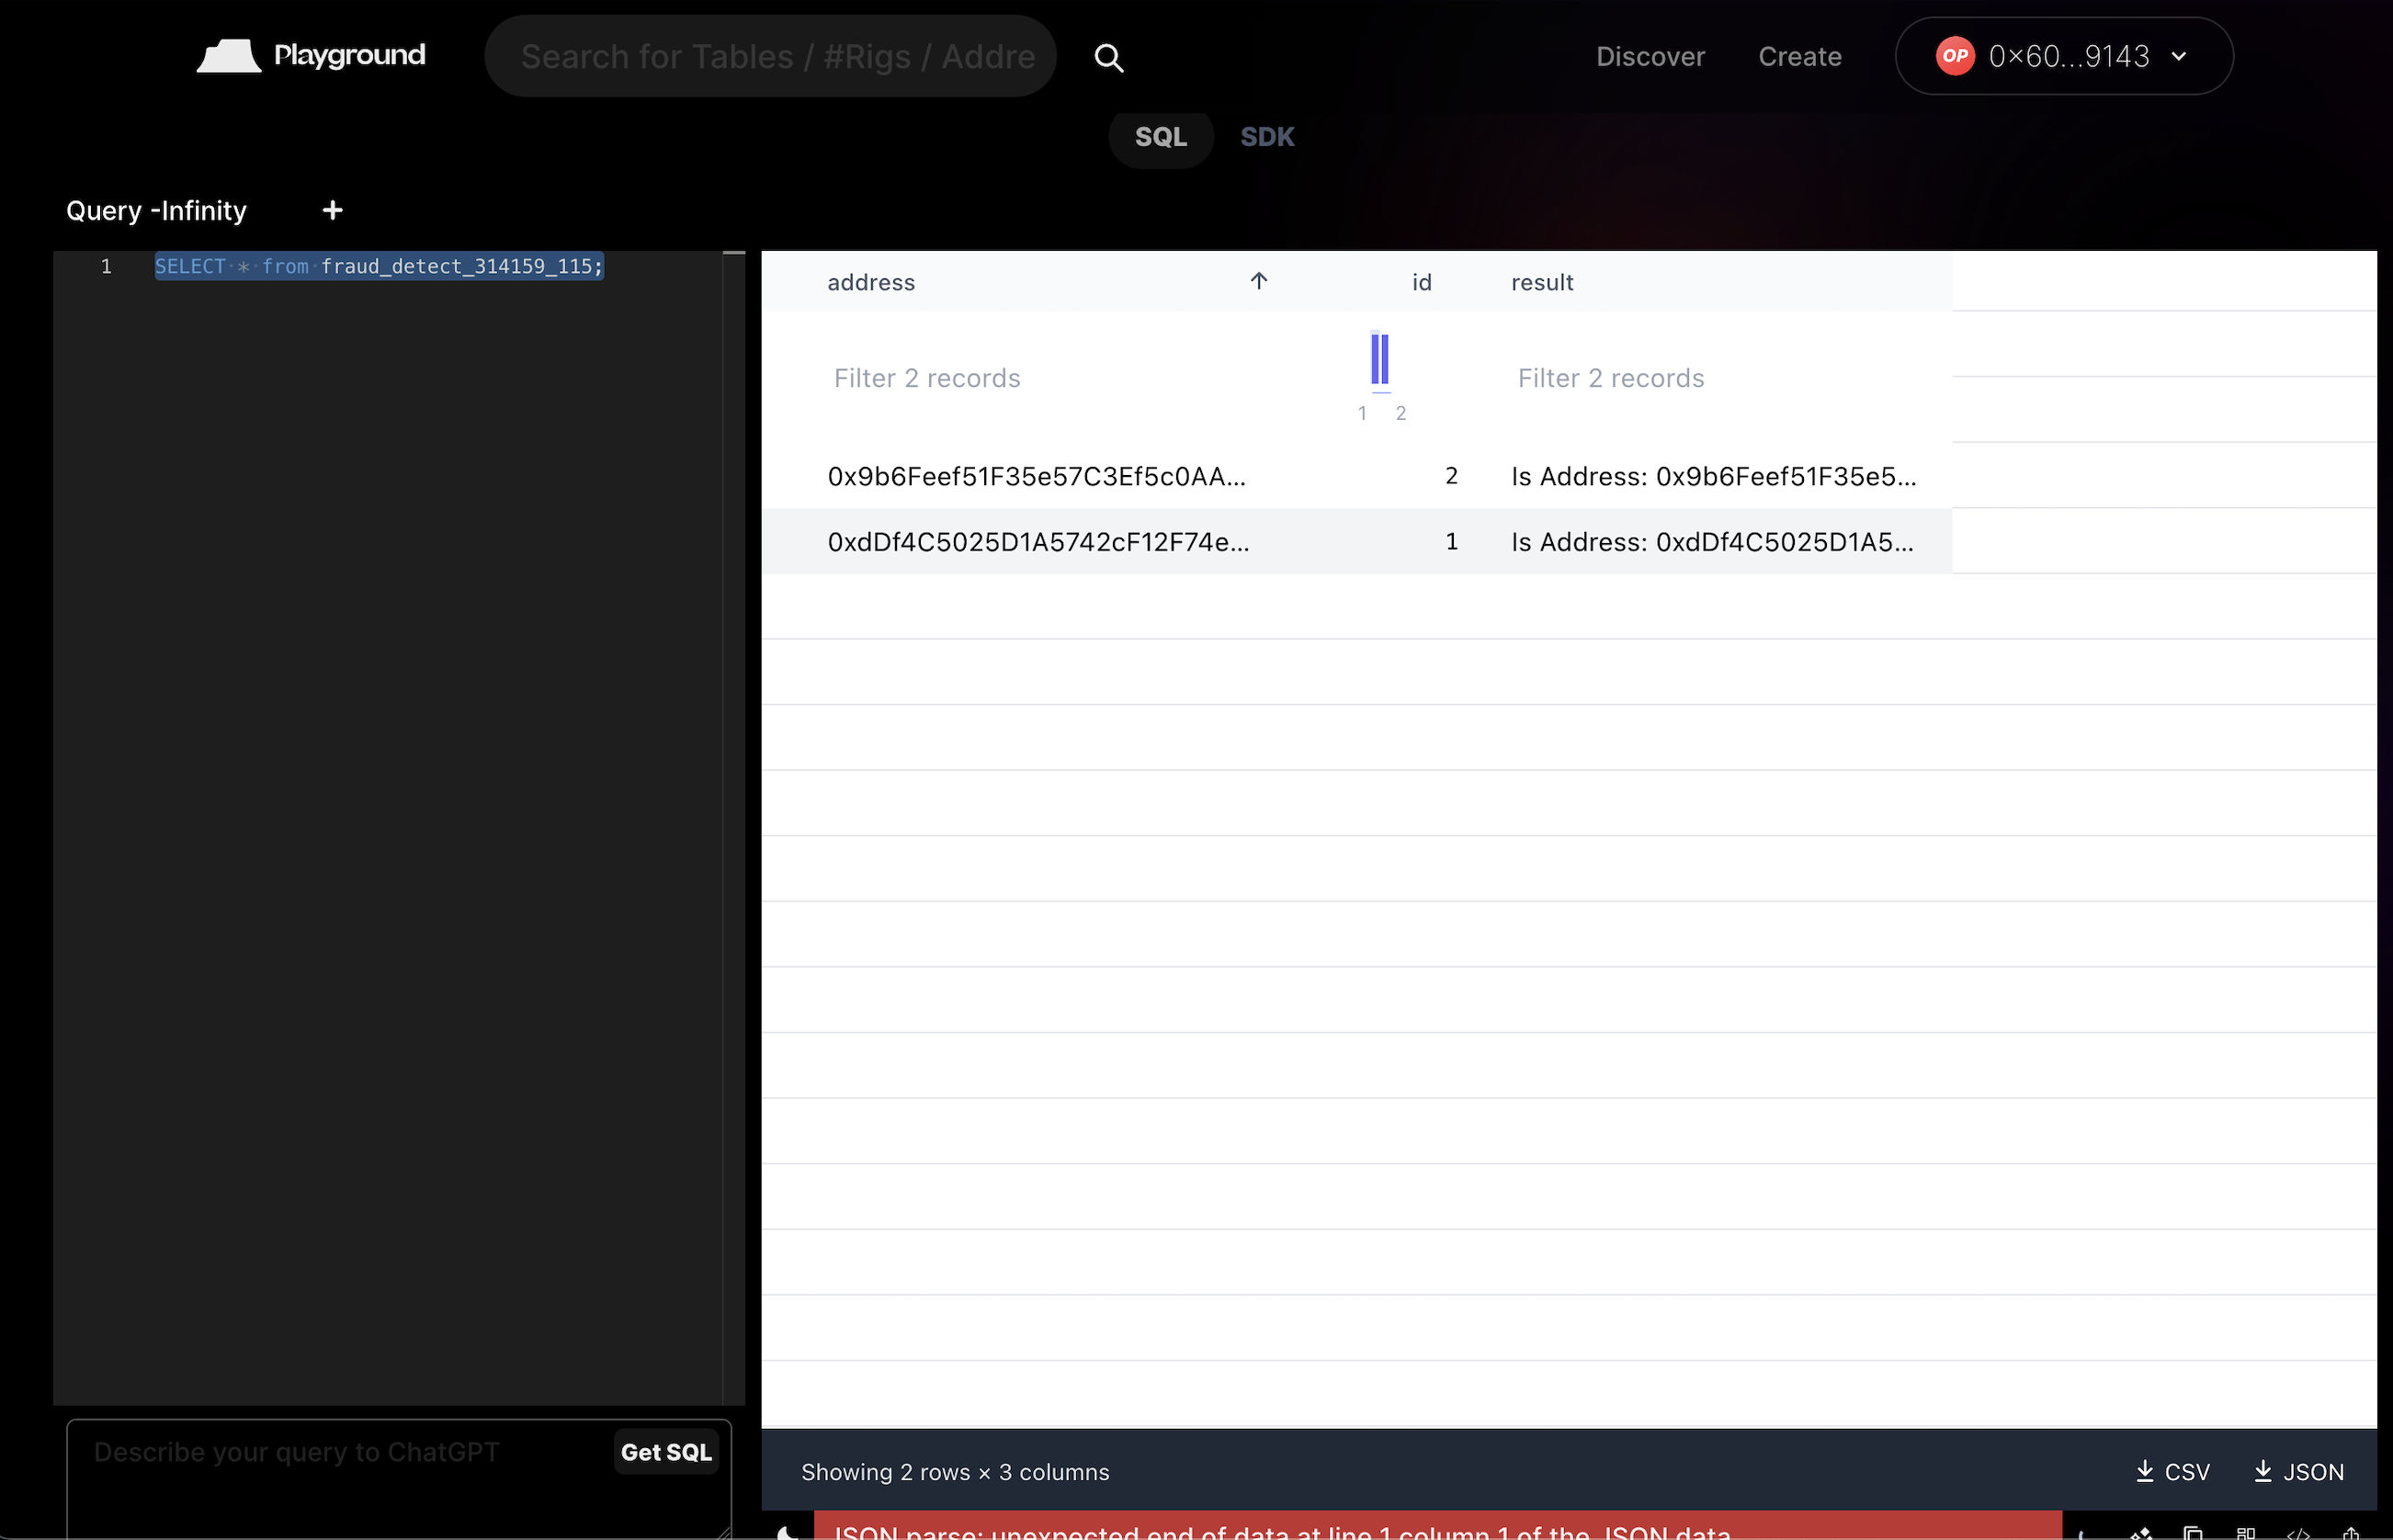 Playground
Search for Tables / #Rigs / Addre
Discover
Create
OP 0×60...9143
SQL
SDK
Query -Infinity
+
1 SELECT * from fraud_detect_314159_115;
address
id
result
Filter 2 records
1 2
Filter 2 records
0x9b6Feef51F35e57C3Ef5c0AA...
2
Is Address: 0x9b6Feef51F35e5...
0xdDf4C5025D1A5742cF12F74e...
1
Is Address: 0xdDf4C5025D1A5...
Describe your query to ChatGPT
Get SQL
Showing 2 rows × 3 columns
CSV
JSON
JSON parse: unexpected end of data at line 1 column 1 of the JSON data